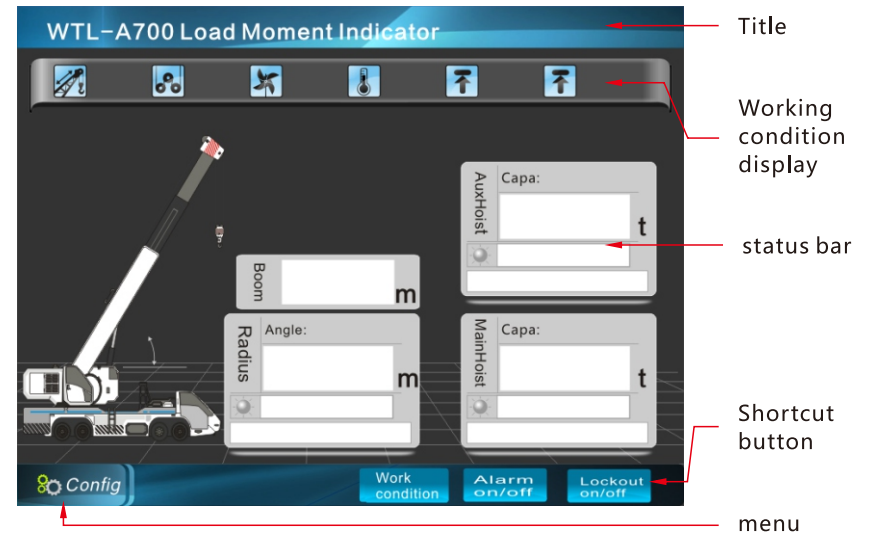 WTL-A700 Load Moment Indicator
Title
Working
condition
display
AuxHoist
Capa:
t
status bar
Boom
m
Radius
Angle:
m
MainHoist
Capa:
t
Shortcut
button
Config
Work
condition
Alarm
on/off
Lockout
on/off
menu